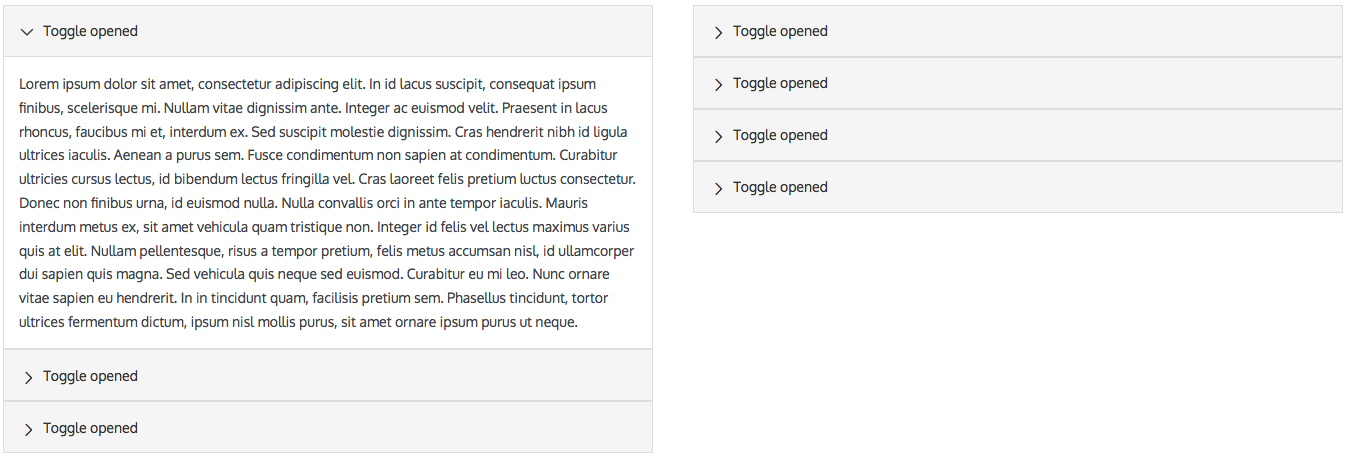 Toggle opened
Lorem ipsum dolor sit amet, consectetur adipiscing elit. In id lacus suscipit, consequat ipsum
finibus, scelerisque mi. Nullam vitae dignissim ante. Integer ac euismod velit. Praesent in lacus
rhoncus, faucibus mi et, interdum ex. Sed suscipit molestie dignissim. Cras hendrerit nibh id ligula
ultrices iaculis. Aenean a purus sem. Fusce condimentum non sapien at condimentum. Curabitur
ultricies cursus lectus, id bibendum lectus fringilla vel. Cras laoreet felis pretium luctus consectetur.
Donec non finibus urna, id euismod nulla. Nulla convallis orci in ante tempor iaculis. Mauris
interdum metus ex, sit amet vehicula quam tristique non. Integer id felis vel lectus maximus varius
quis at elit. Nullam pellentesque, risus a tempor pretium, felis metus accumsan nisl, id ullamcorper
dui sapien quis magna. Sed vehicula quis neque sed euismod. Curabitur eu mi leo. Nunc ornare
vitae sapien eu hendrerit. In in tincidunt quam, facilisis pretium sem. Phasellus tincidunt, tortor
ultrices fermentum dictum, ipsum nisl mollis purus, sit amet ornare ipsum purus ut neque.
Toggle opened
Toggle opened
Toggle opened
Toggle opened
Toggle opened
Toggle opened